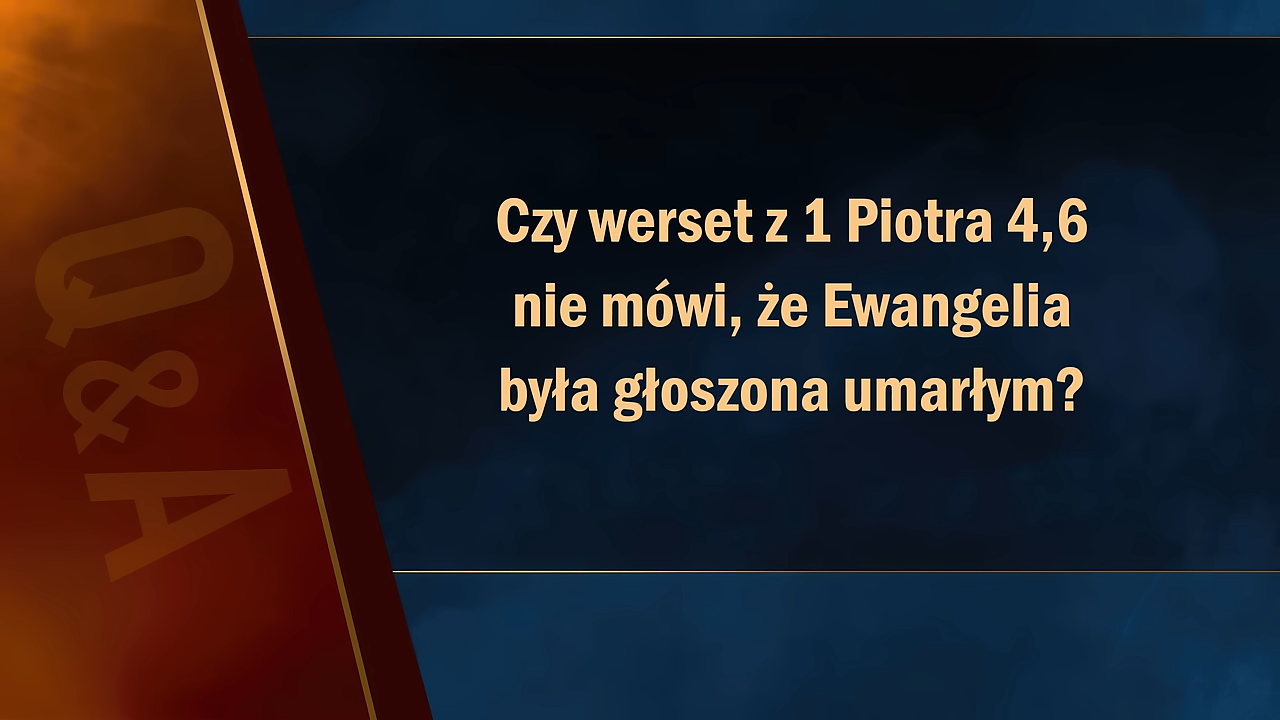 Q & A
Czy werset z 1 Piotra 4,6
nie mówi, że Ewangelia
była głoszona umarłym?